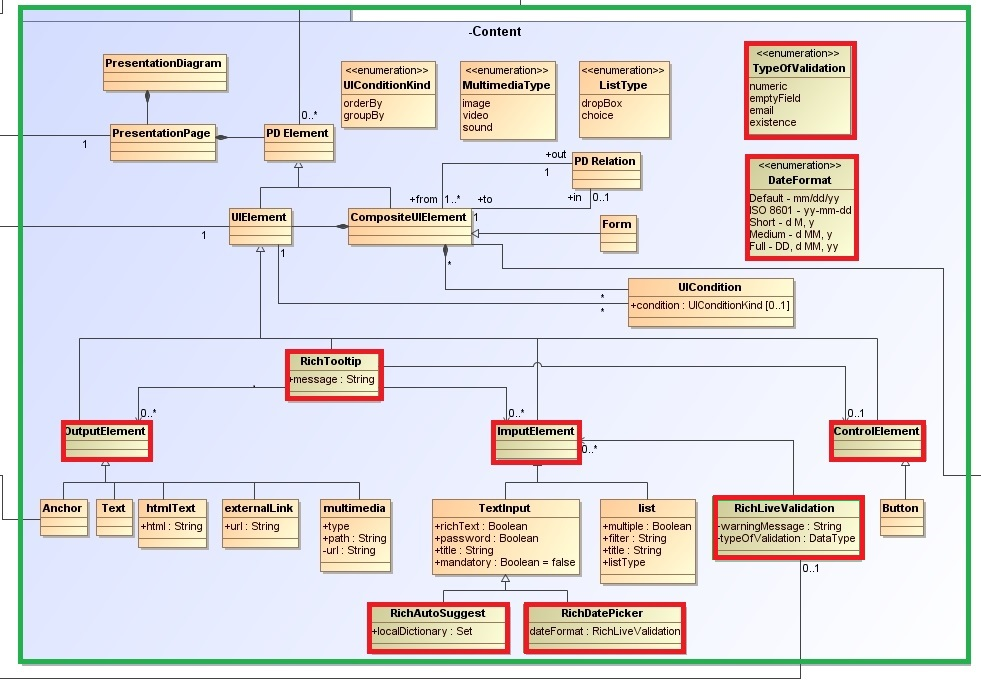 -Content
PresentationDiagram
PresentationPage
1
PD Element
0..*
<<enumeration>>
UIConditionKind
orderBy
groupBy
<<enumeration>>
MultimediaType
image
video
sound
<<enumeration>>
ListType
dropBox
choice
<<enumeration>>
TypeOfValidation
numeric
emptyField
email
existence
<<enumeration>>
DateFormat
Default - mm/dd/yy
ISO 8601 - yy-mm-dd
Short - d M, y
Medium - d MM, y
Full - DD, d MM, yy
+out
1
PD Relation
+from
1..*
+to
1
+in
0..1
UIElement
1
1
CompositeUIElement
*
Form
UICondition
+condition : UIConditionKind [0..1]
*
*
RichTooltip
+message : String
0..*
0..*
0..1
OutputElement
ImputElement
0..*
ControlElement
Anchor
Text
htmlText
+html : String
externalLink
+url : String
multimedia
+type
+path : String
-url : String
TextInput
+richText : Boolean
+password : Boolean
+title : String
+mandatory : Boolean = false
list
+multiple : Boolean
+filter : String
+title : String
+listType
RichLiveValidation
-warningMessage : String
-typeOfValidation : DataType
0..1
Button
RichAutoSuggest
+localDictionary : Set
RichDatePicker
dateFormat : RichLiveValidation